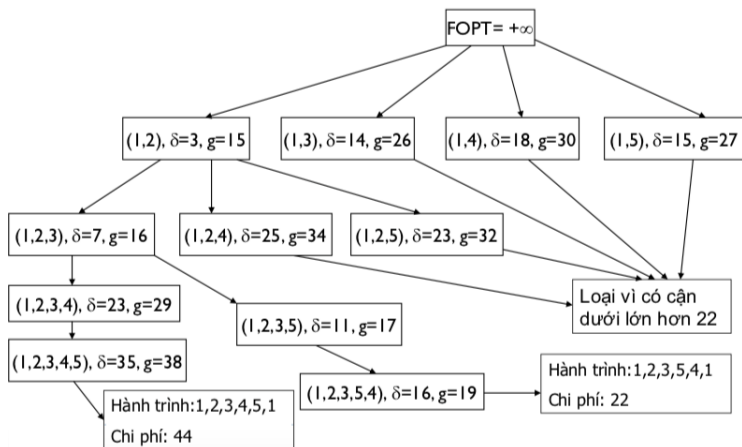 FOPT= +∞
(1,2), δ=3, g=15
(1,3), δ=14, g=26
(1,4), δ=18, g=30
(1,5), δ=15, g=27
(1,2,3), δ=7, g=16
(1,2,4), δ=25, g=34
(1,2,5), δ=23, g=32
(1,2,3,4), δ=23, g=29
(1,2,3,5), δ=11, g=17
Loại vì có cận
dưới lớn hơn 22
(1,2,3,4,5), δ=35, g=38
(1,2,3,5,4), δ=16, g=19
Hành trình:1,2,3,5,4,1
Chi phí: 22
Hành trình:1,2,3,4,5,1
Chi phí: 44